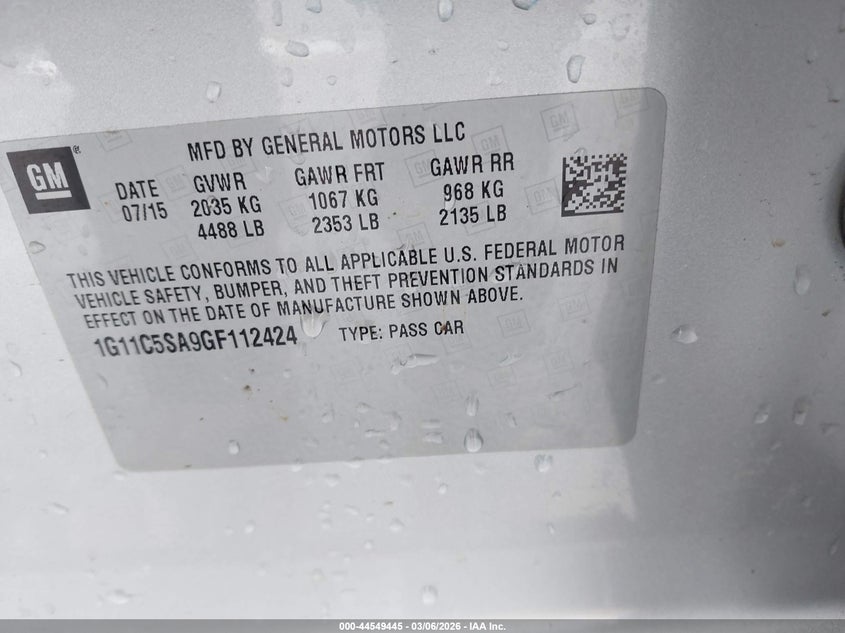 MFD BY GENERAL MOTORS LLC
GM
DATE GVWR GAWR FRT GAWR RR
07/15 2035 KG 1067 KG 968 KG
4488 LB 2353 LB 2135 LB
THIS VEHICLE CONFORMS TO ALL APPLICABLE U.S. FEDERAL MOTOR
VEHICLE SAFETY, BUMPER, AND THEFT PREVENTION STANDARDS IN
EFFECT ON THE DATE OF MANUFACTURE SHOWN ABOVE.
1G11C5SA9GF112424 TYPE: PASS CAR
000-44549445 - 03/06/2026 - IAA Inc.